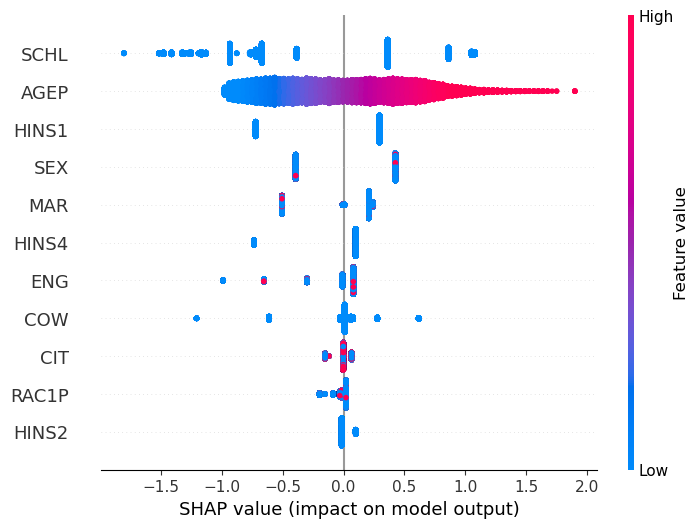 High
SCHL
AGEP
HINS1
SEX
MAR
HINS4
ENG
COW
CIT
RAC1P
HINS2
Feature value
Low
−1.5 −1.0 −0.5 0.0 0.5 1.0 1.5 2.0
SHAP value (impact on model output)